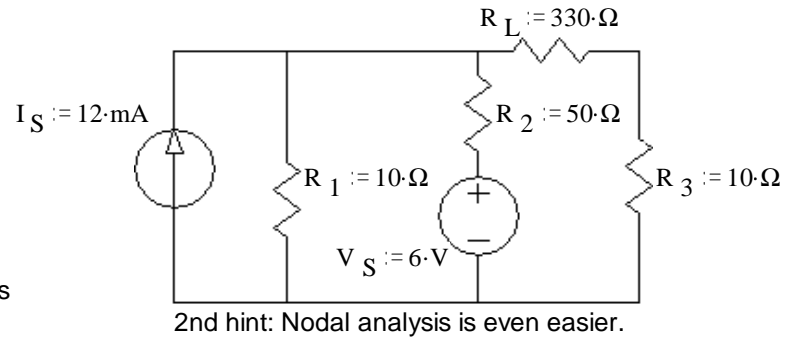 R L := 330·Ω
I S := 12·mA
R 2 := 50·Ω
R 1 := 10·Ω
R 3 := 10·Ω
+
V S := 6·V
−
s
2nd hint: Nodal analysis is even easier.